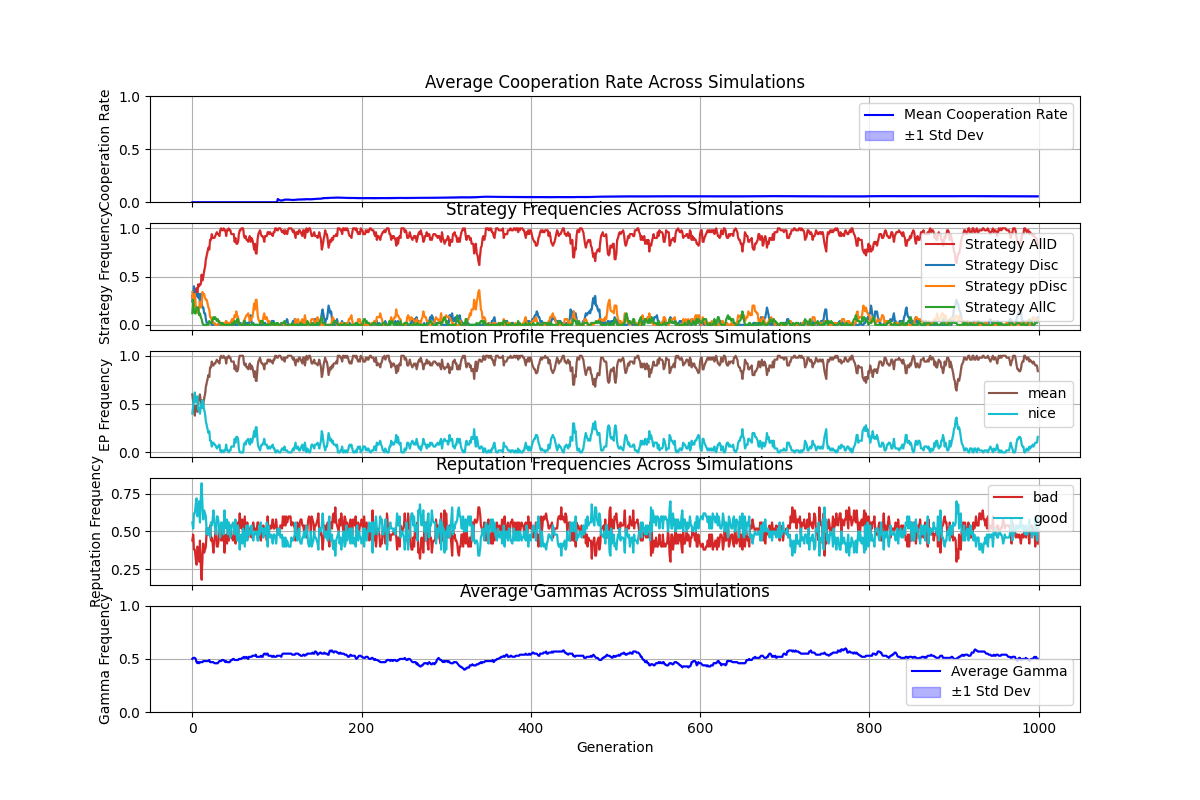 Average Cooperation Rate Across Simulations
Cooperation Rate
1.0
0.5
0.0
Mean Cooperation Rate
±1 Std Dev
Strategy Frequencies Across Simulations
Strategy Frequency
1.0
0.5
0.0
Strategy AllD
Strategy Disc
Strategy pDisc
Strategy AllC
Emotion Profile Frequencies Across Simulations
EP Frequency
1.0
0.5
0.0
mean
nice
Reputation Frequencies Across Simulations
Reputation Frequency
0.75
0.50
0.25
bad
good
Average Gammas Across Simulations
Gamma Frequency
1.0
0.5
0.0
Average Gamma
±1 Std Dev
0 200 400 600 800 1000
Generation